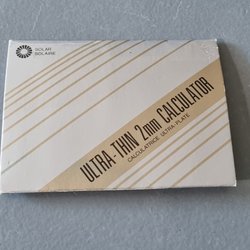 SOLAR
SOLAIRE
ULTRA-THIN 2mm CALCULATOR
CALCULATRICE ULTRA-PLATE